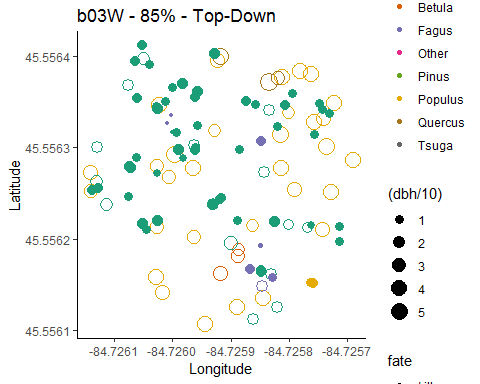 b03W - 85% - Top-Down
Betula
Fagus
Other
Pinus
Populus
Quercus
Tsuga
(dbh/10)
1
2
3
4
5
fate
45.5564
45.5563
45.5562
45.5561
Latitude
-84.7261 -84.7260 -84.7259 -84.7258 -84.7257
Longitude